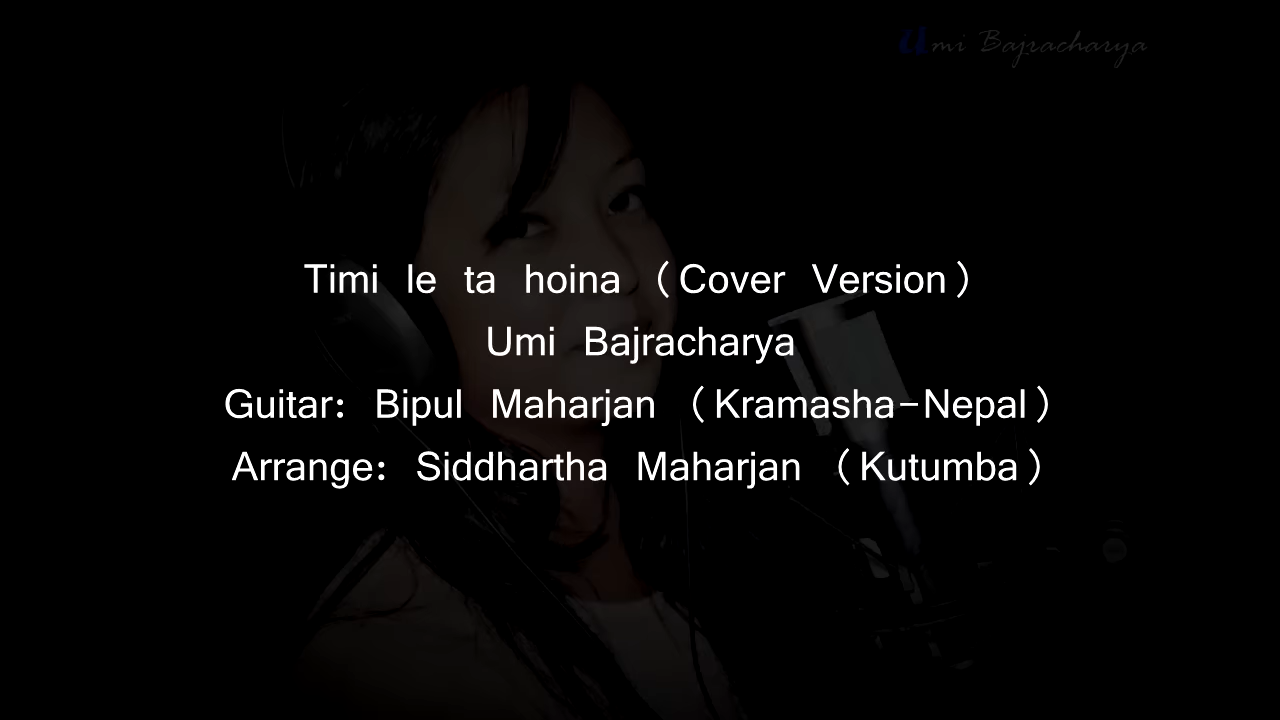 Umi Bajracharya
Timi le ta hoina (Cover Version)
Umi Bajracharya
Guitar: Bipul Maharjan (Kramasha-Nepal)
Arrange: Siddhartha Maharjan (Kutumba)